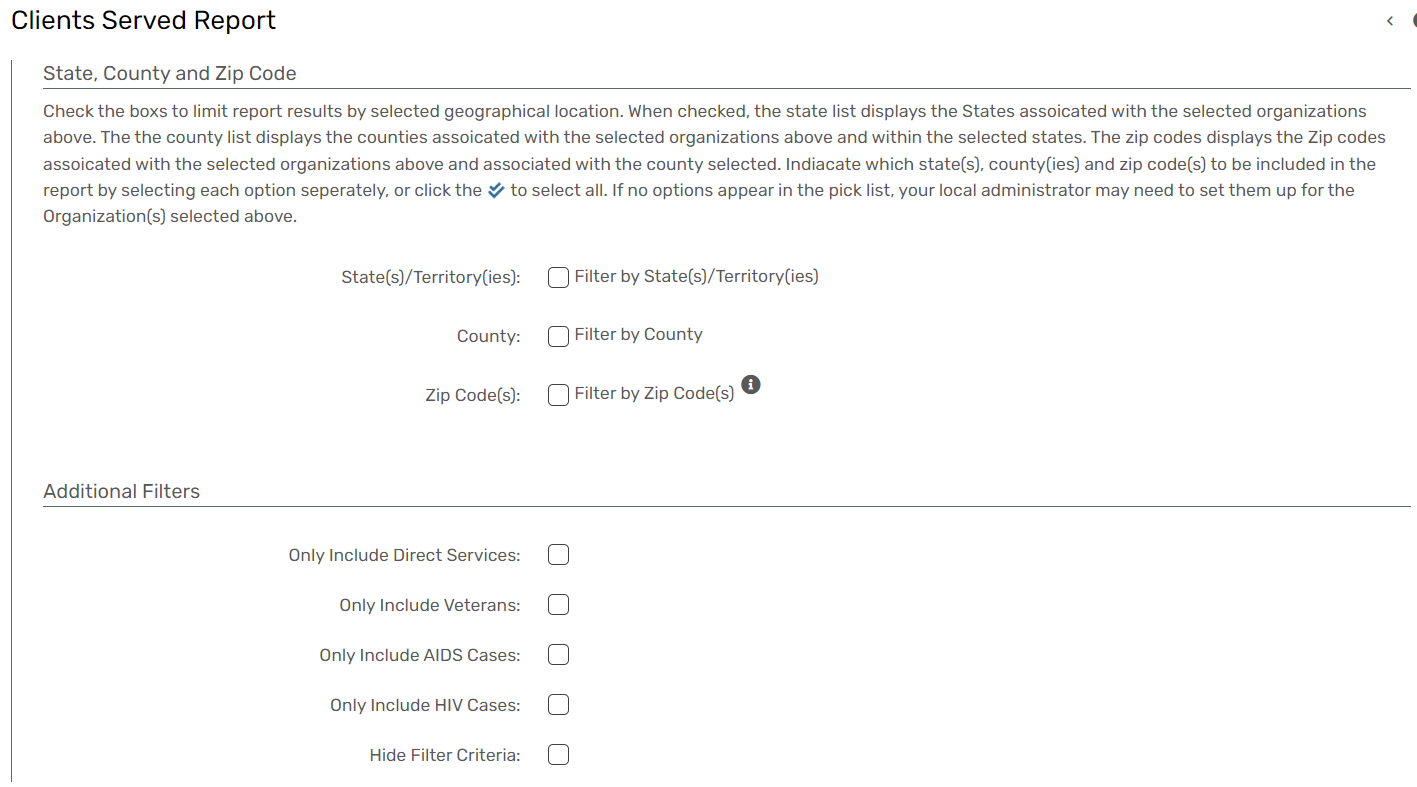 Clients Served Report
State, County and Zip Code
Check the boxs to limit report results by selected geographical location. When checked, the state list displays the States assoicated with the selected organizations
above. The the county list displays the counties assoicated with the selected organizations above and within the selected states. The zip codes displays the Zip codes
assoicated with the selected organizations above and associated with the county selected. Indiacate which state(s), county(ies) and zip code(s) to be included in the
report by selecting each option seperately, or click the to select all. If no options appear in the pick list, your local administrator may need to set them up for the
Organization(s) selected above.
State(s)/Territory(ies): Filter by State(s)/Territory(ies)
County: Filter by County
Zip Code(s): Filter by Zip Code(s)
Additional Filters
Only Include Direct Services:
Only Include Veterans:
Only Include AIDS Cases:
Only Include HIV Cases:
Hide Filter Criteria: